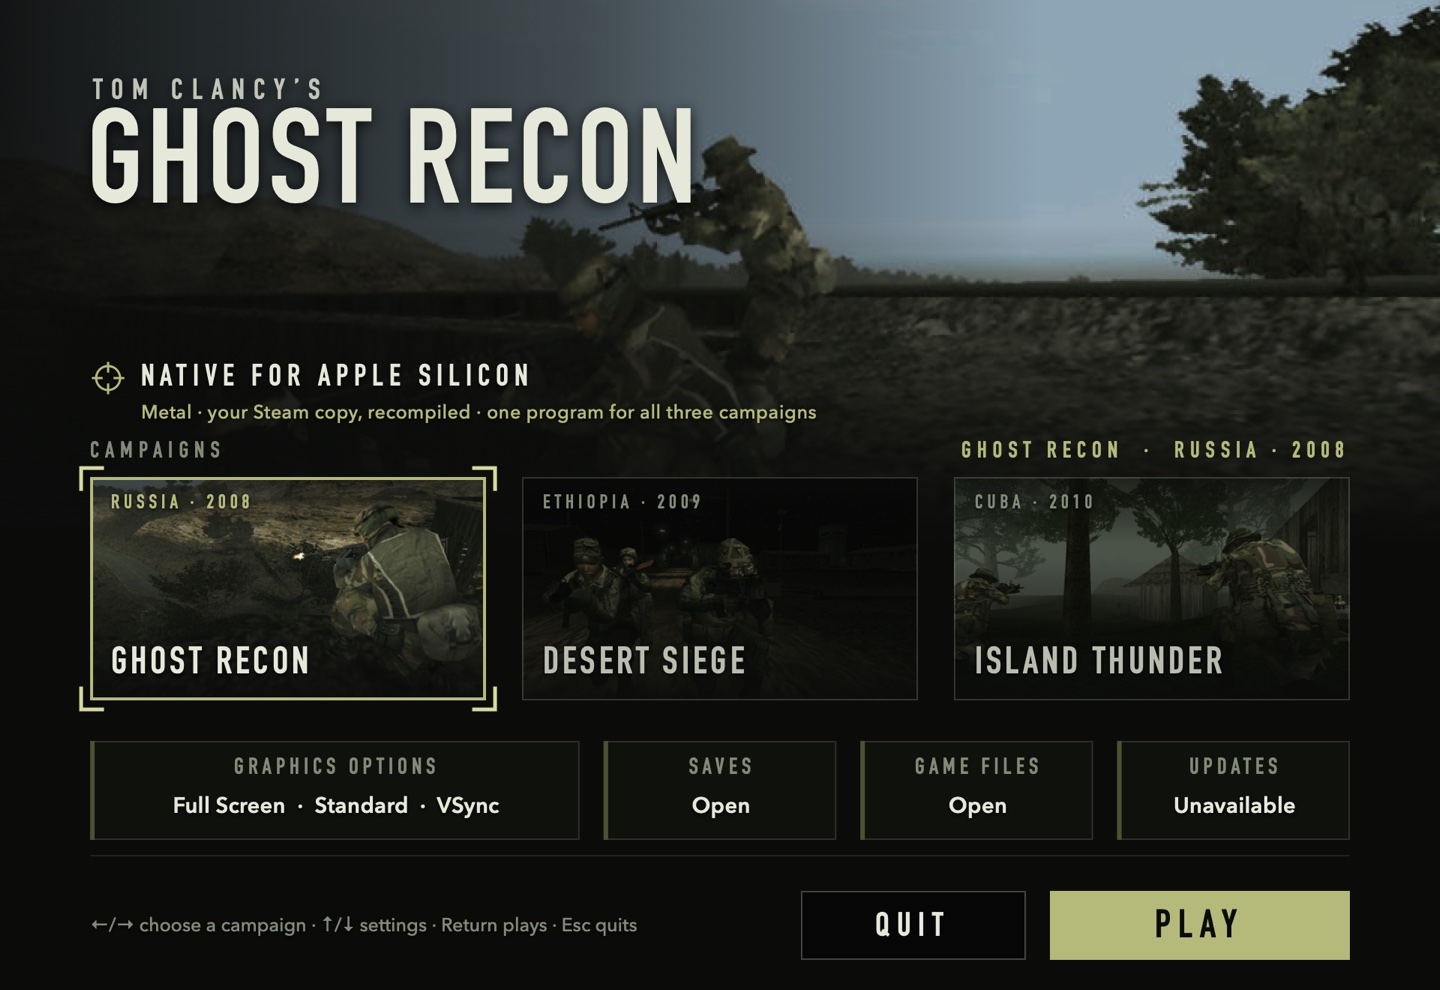 TOM CLANCY'S
GHOST RECON
NATIVE FOR APPLE SILICON
Metal · your Steam copy, recompiled · one program for all three campaigns
CAMPAIGNS
GHOST RECON · RUSSIA · 2008
RUSSIA · 2008
GHOST RECON
ETHIOPIA · 2009
DESERT SIEGE
CUBA · 2010
ISLAND THUNDER
GRAPHICS OPTIONS
Full Screen · Standard · VSync
SAVES
Open
GAME FILES
Open
UPDATES
Unavailable
←/→ choose a campaign · ↑/↓ settings · Return plays · Esc quits
QUIT
PLAY